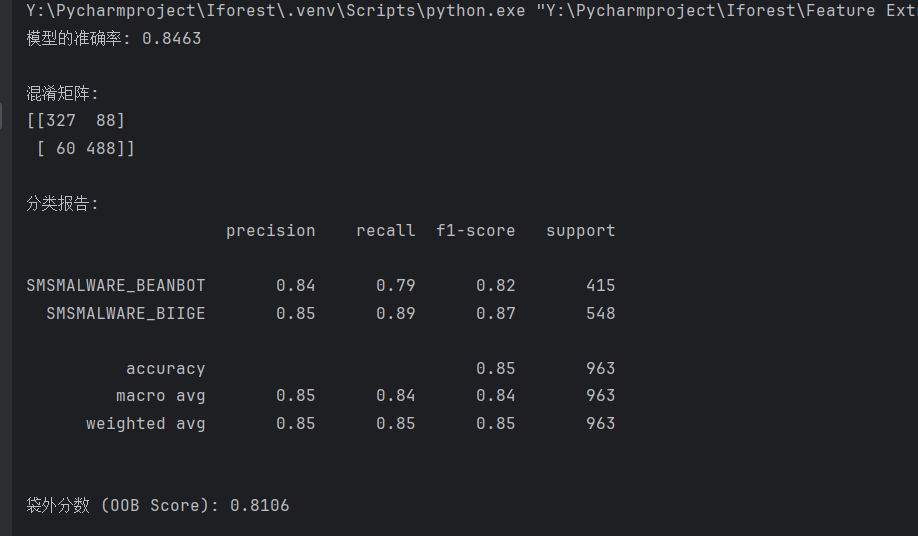 Y:\Pycharmproject\Iforest\.venv\Scripts\python.exe "Y:\Pycharmproject\Iforest\Feature Ext
模型的准确率: 0.8463
混淆矩阵:
[[327  88]
 [ 60 488]]
分类报告:
precision    recall  f1-score   support
SMSMALWARE_BEANBOT       0.84      0.79      0.82       415
SMSMALWARE_BIIGE       0.85      0.89      0.87       548
accuracy                           0.85       963
macro avg       0.85      0.84      0.84       963
weighted avg       0.85      0.85      0.85       963
袋外分数 (OOB Score): 0.8106